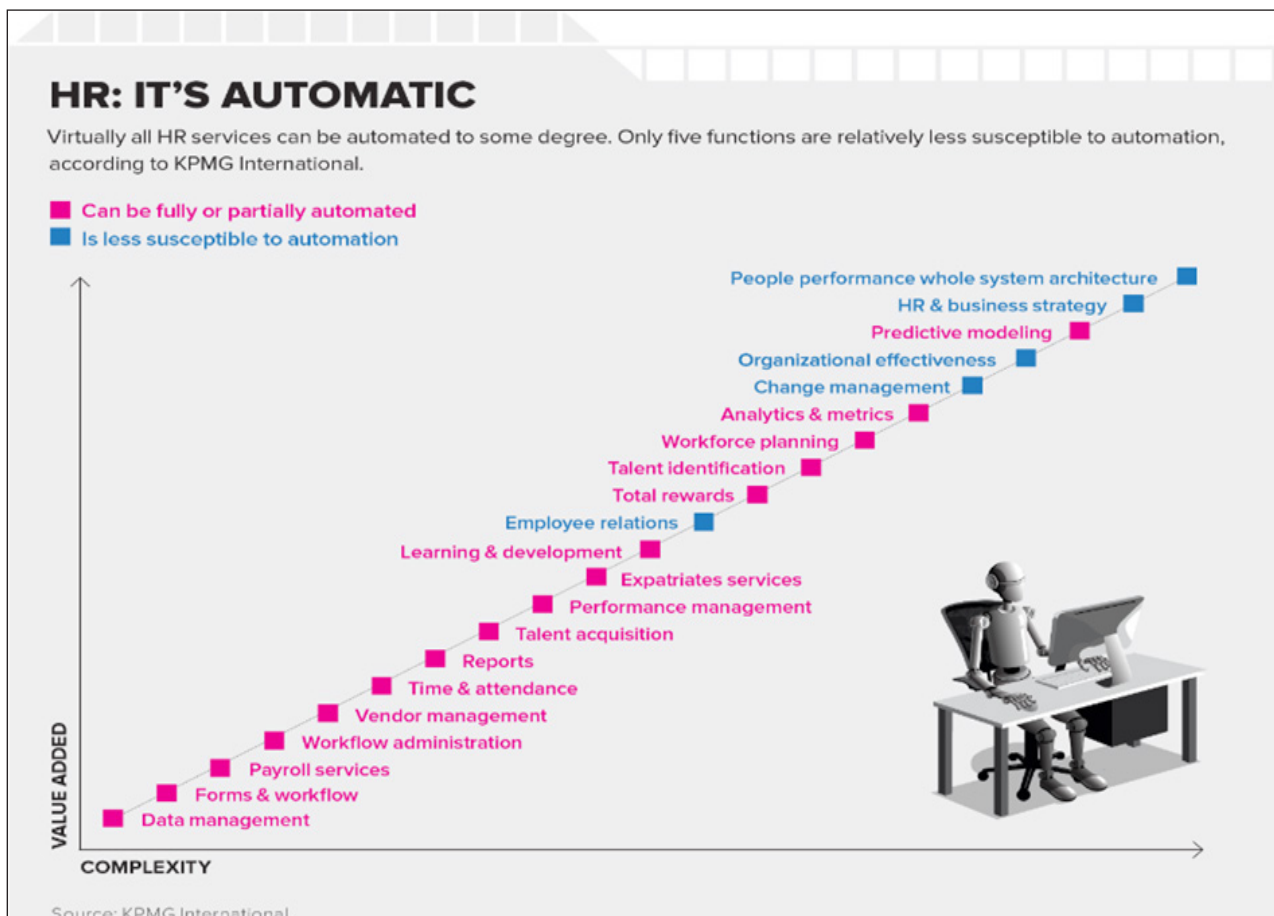 HR: IT'S AUTOMATIC
Virtually all HR services can be automated to some degree. Only five functions are relatively less susceptible to automation,
according to KPMG International.
Can be fully or partially automated
Is less susceptible to automation
People performance whole system architecture
HR & business strategy
Predictive modeling
Organizational effectiveness
Change management
Analytics & metrics
Workforce planning
Talent identification
Total rewards
Employee relations
Learning & development
Expatriates services
Performance management
Talent acquisition
Reports
Time & attendance
Vendor management
Workflow administration
Payroll services
Forms & workflow
Data management
VALUE ADDED
COMPLEXITY
Source: KPMG International